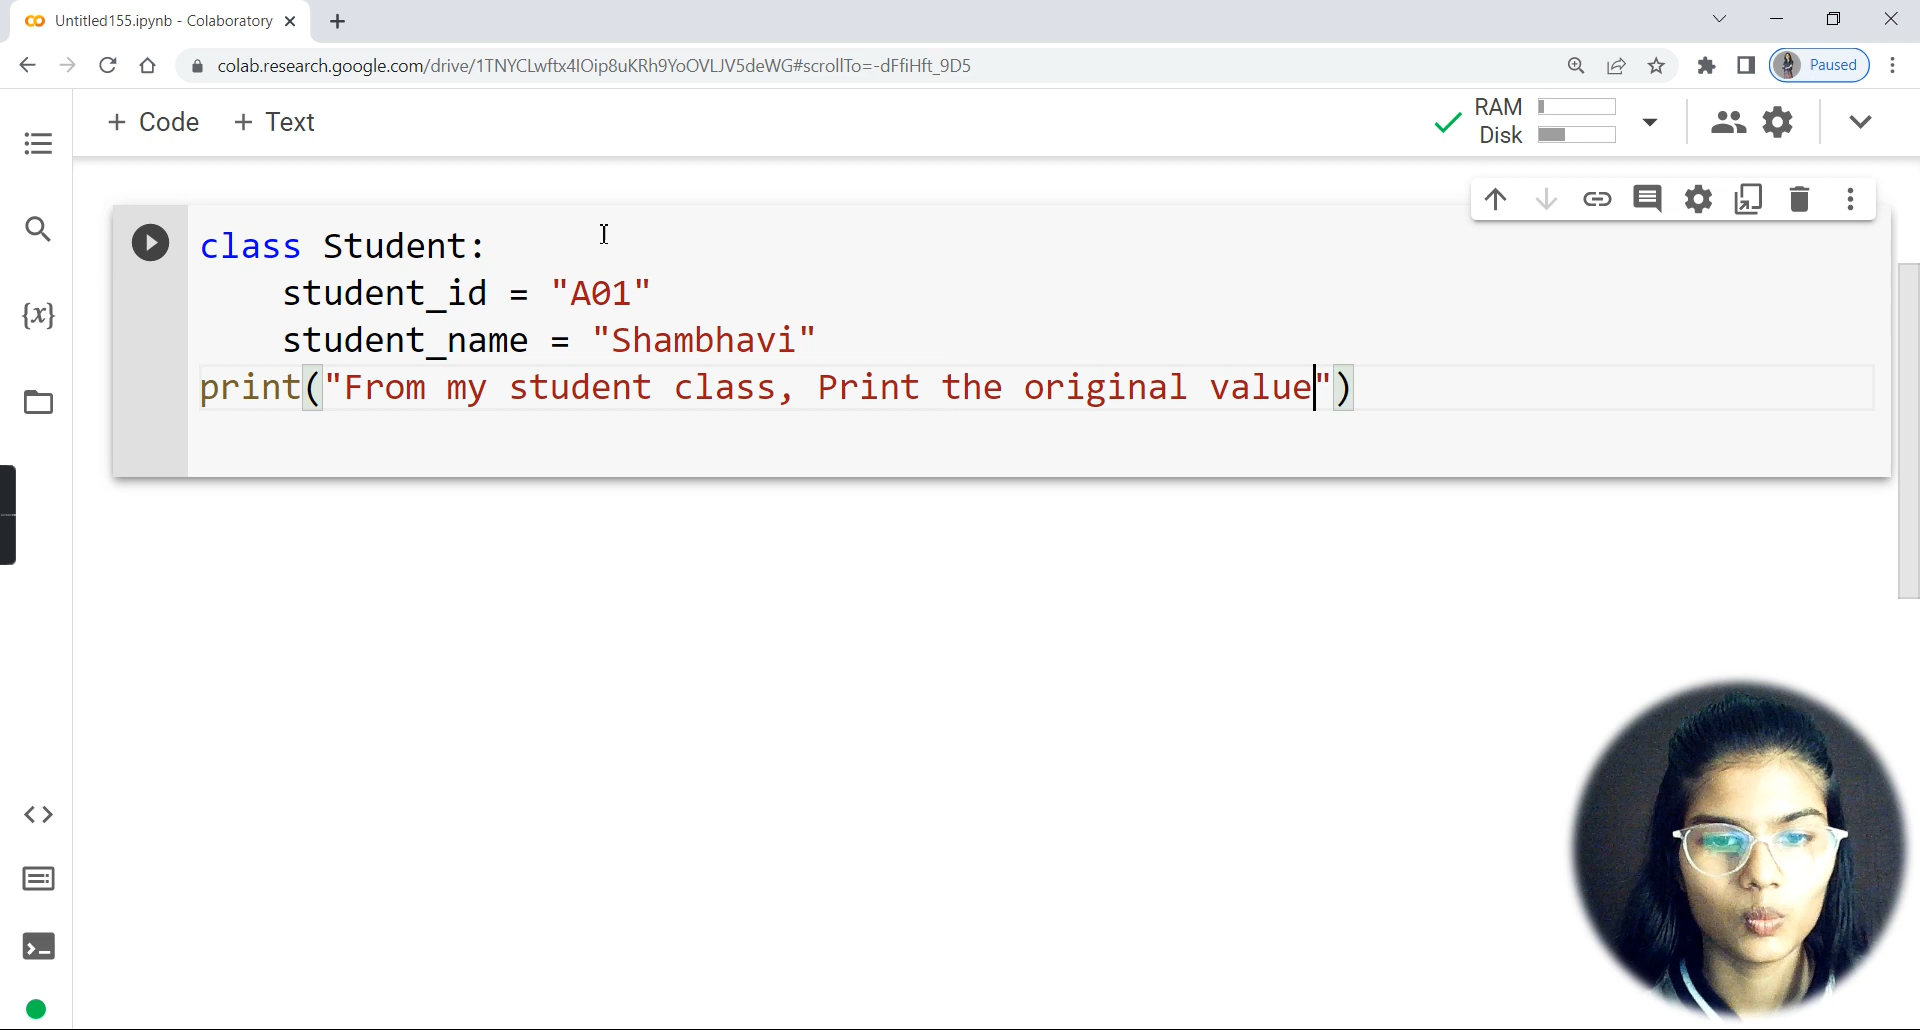 Untitled155.ipynb - Colaboratory
colab.research.google.com/drive/1TNYCLwftx4IOip8uKRh9YoOVLJV5deWG#scrollTo=-dFfiHft_9D5
Paused
+ Code + Text
RAM
Disk
{x}
class Student:
    student_id = "A01"
    student_name = "Shambhavi"
print("From my student class, Print the original value")